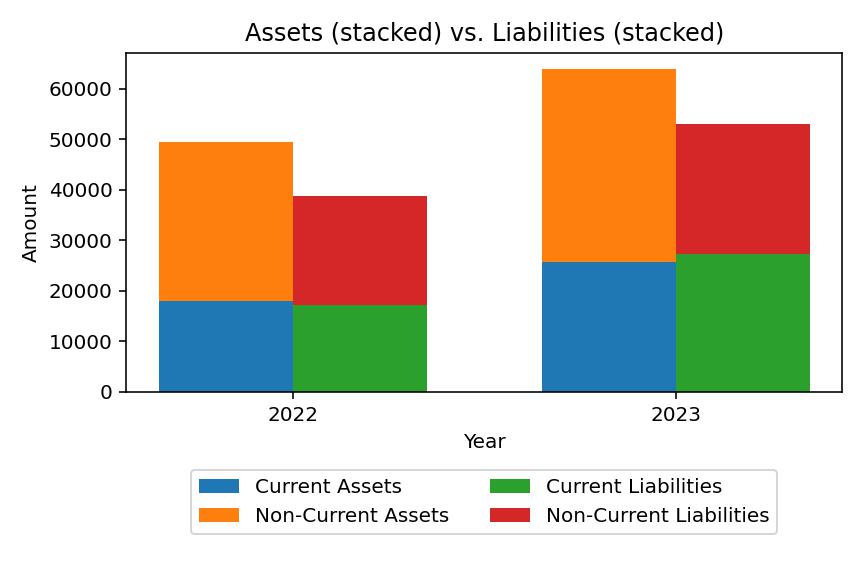 Assets (stacked) vs. Liabilities (stacked)
Amount
60000
50000
40000
30000
20000
10000
0
2022
2023
Year
Current Assets
Non-Current Assets
Current Liabilities
Non-Current Liabilities